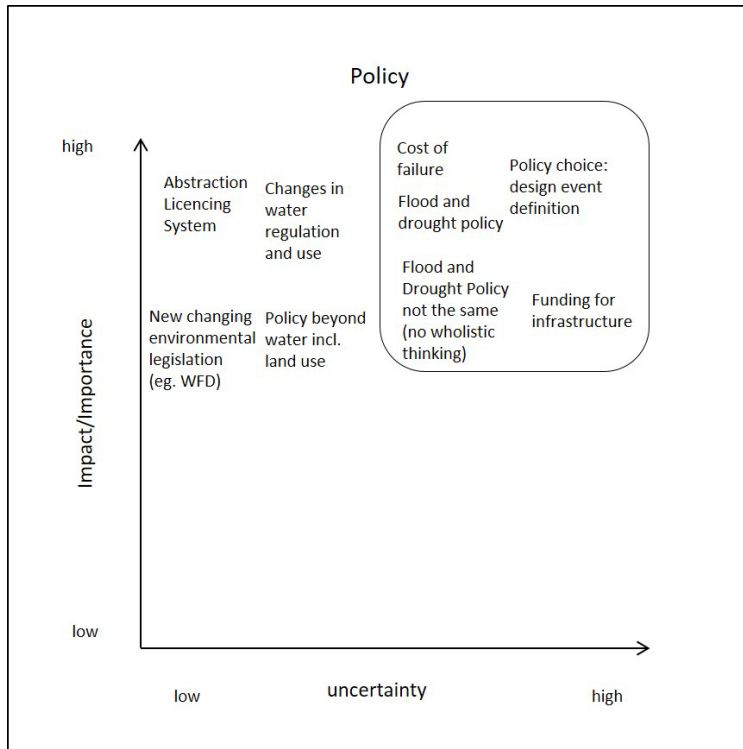 Policy
high
Abstraction
Licencing
System
Changes in
water
regulation
and use
Cost of
failure
Flood and
drought policy
Policy choice:
design event
definition
New changing
environmental
legislation
(eg. WFD)
Policy beyond
water incl.
land use
Flood and
Drought Policy
not the same
(no wholistic
thinking)
Funding for
infrastructure
Impact/Importance
low
low
uncertainty
high